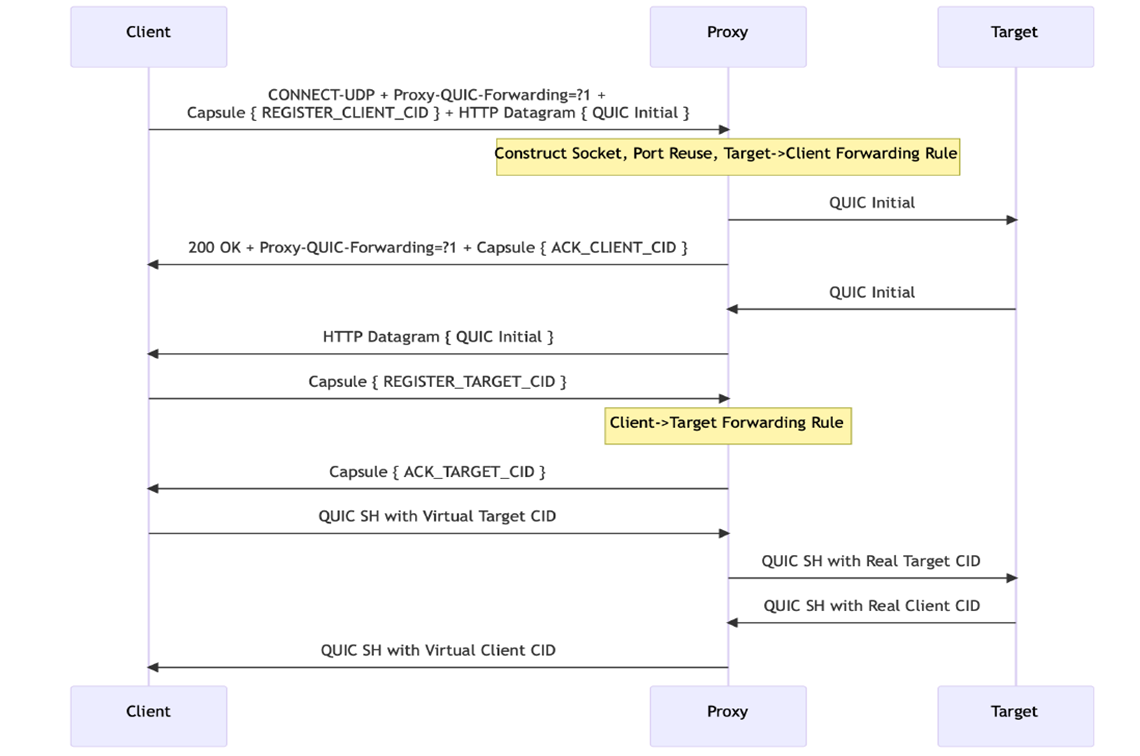 Client
Proxy
Target
CONNECT-UDP + Proxy-QUIC-Forwarding=?1 +
Capsule { REGISTER_CLIENT_CID } + HTTP Datagram { QUIC Initial }
Construct Socket, Port Reuse, Target->Client Forwarding Rule
QUIC Initial
200 OK + Proxy-QUIC-Forwarding=?1 + Capsule { ACK_CLIENT_CID }
QUIC Initial
HTTP Datagram { QUIC Initial }
Capsule { REGISTER_TARGET_CID }
Client->Target Forwarding Rule
Capsule { ACK_TARGET_CID }
QUIC SH with Virtual Target CID
QUIC SH with Real Target CID
QUIC SH with Real Client CID
QUIC SH with Virtual Client CID
Client
Proxy
Target